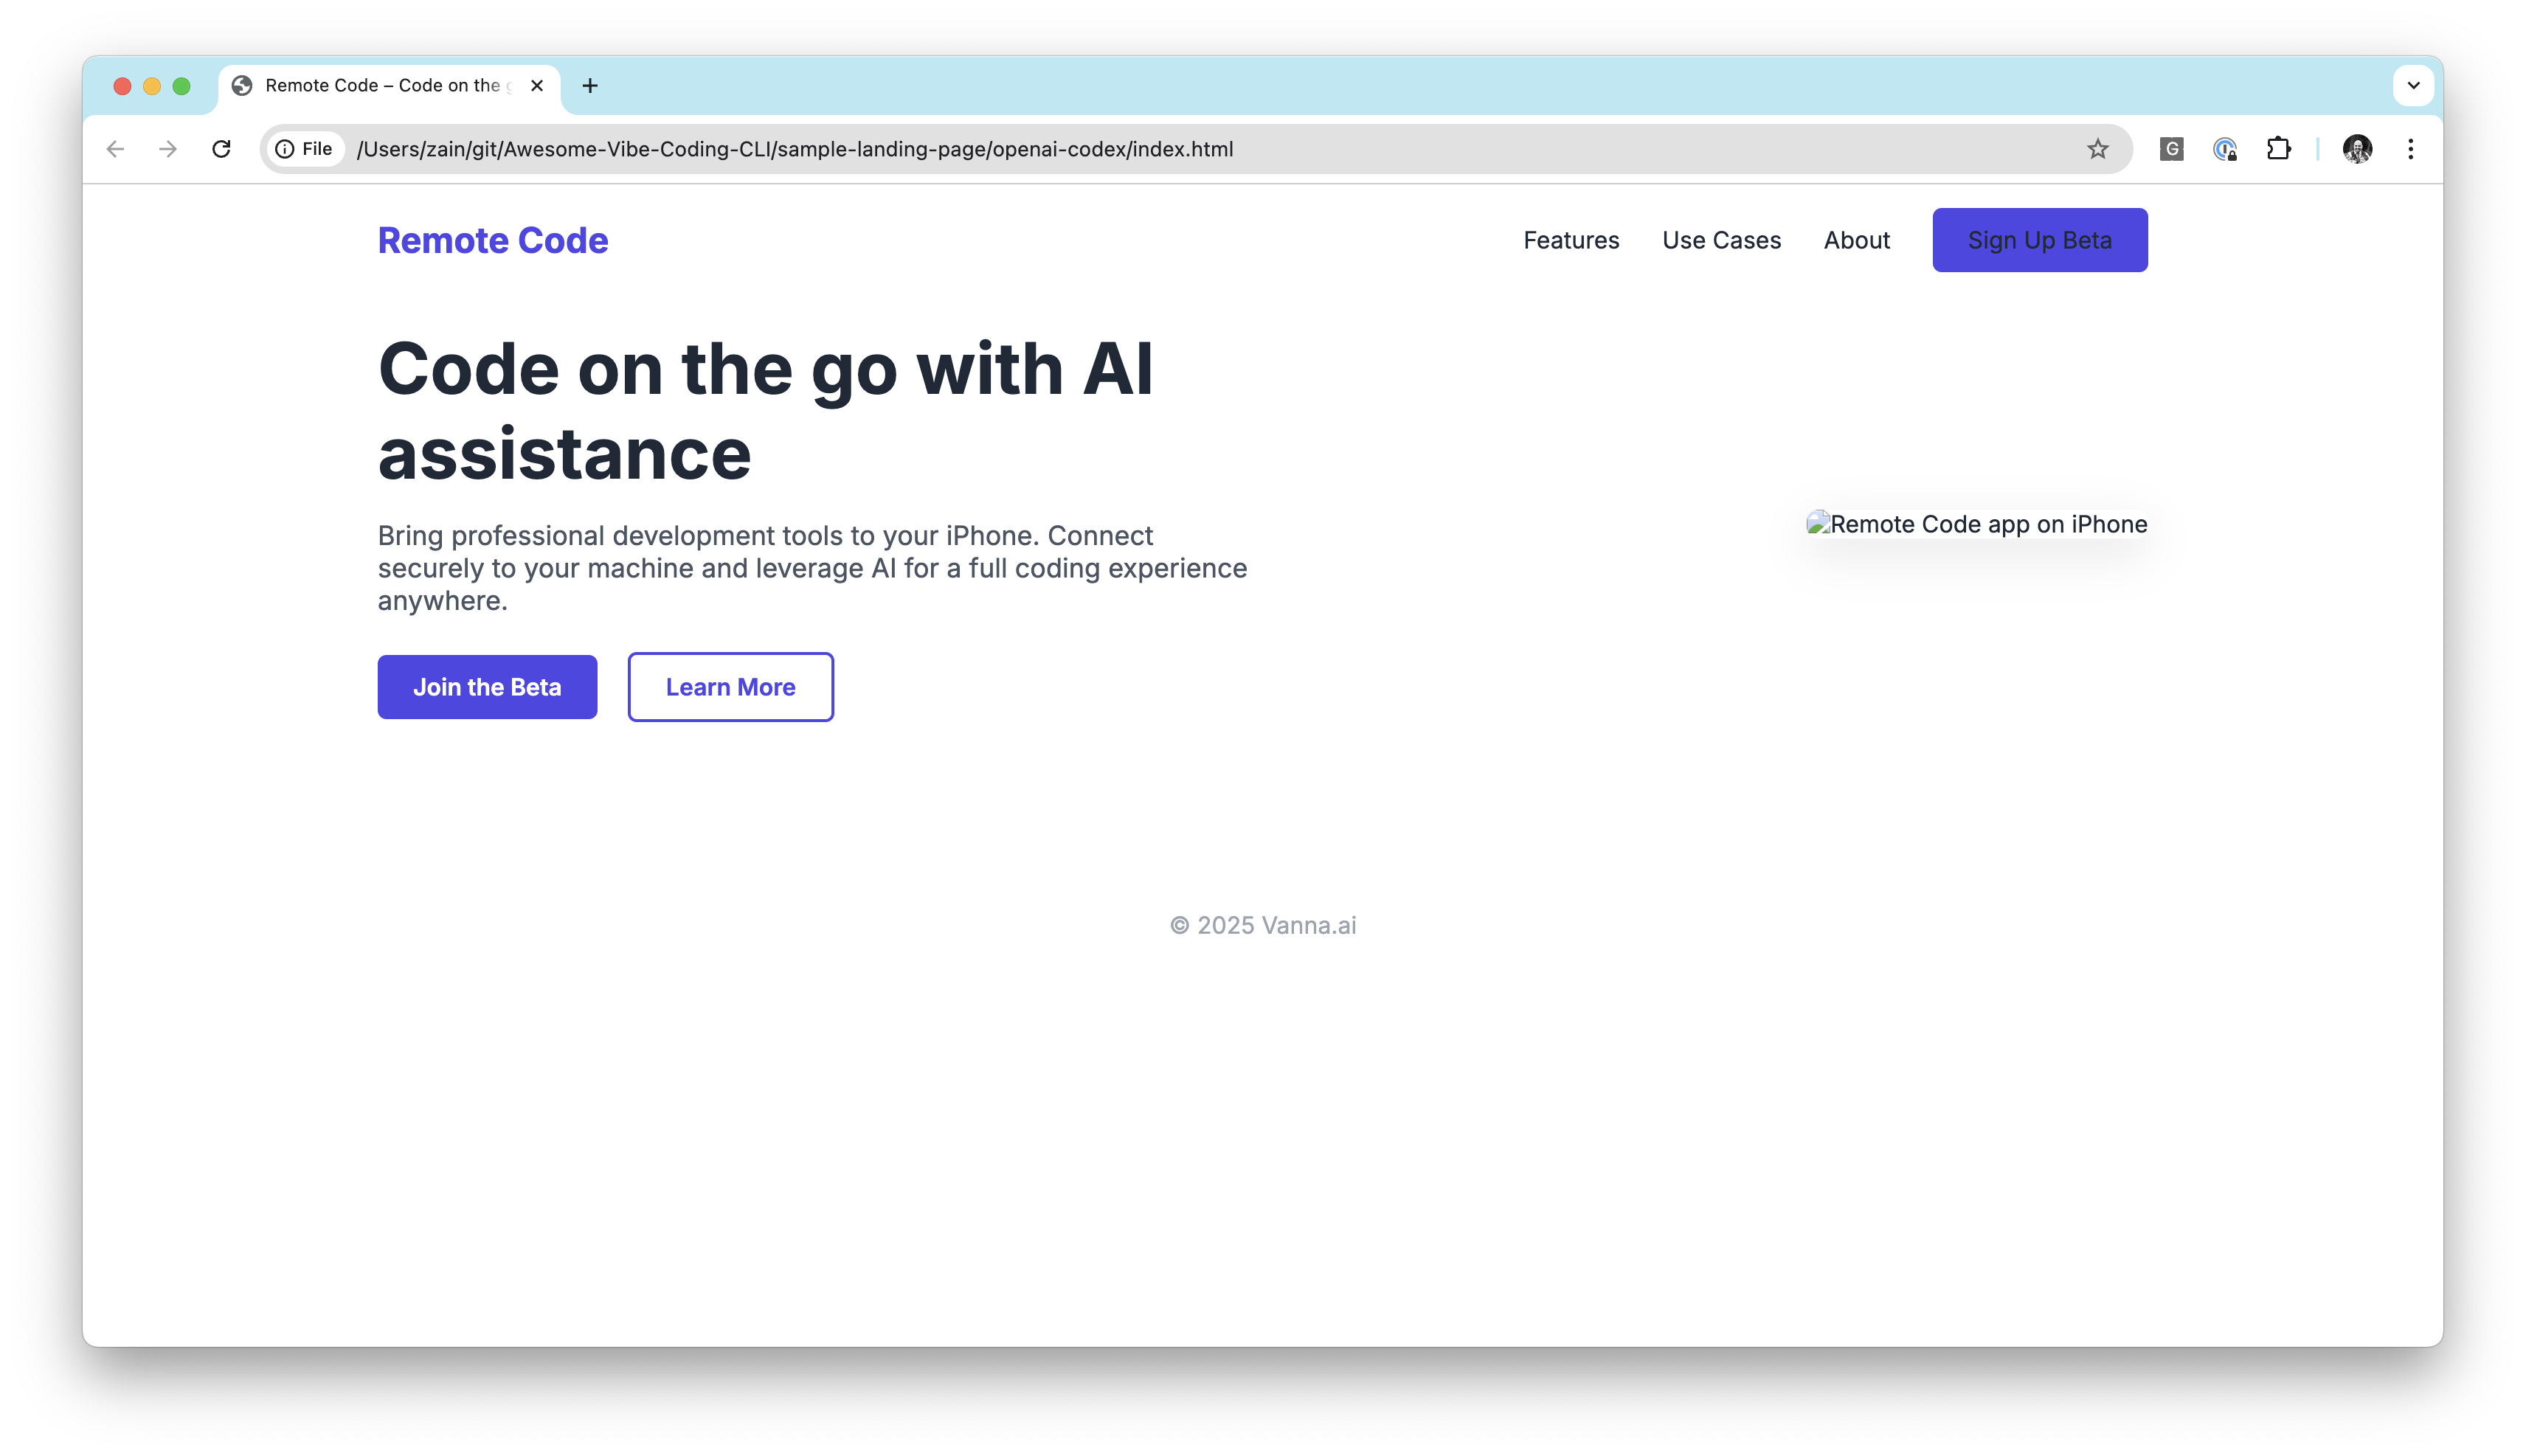 Remote Code – Code on the g
File
/Users/zain/git/Awesome-Vibe-Coding-CLI/sample-landing-page/openai-codex/index.html
G
Remote Code
Features
Use Cases
About
Sign Up Beta
Code on the go with AI
assistance
Bring professional development tools to your iPhone. Connect
securely to your machine and leverage AI for a full coding experience
anywhere.
Remote Code app on iPhone
Join the Beta
Learn More
© 2025 Vanna.ai